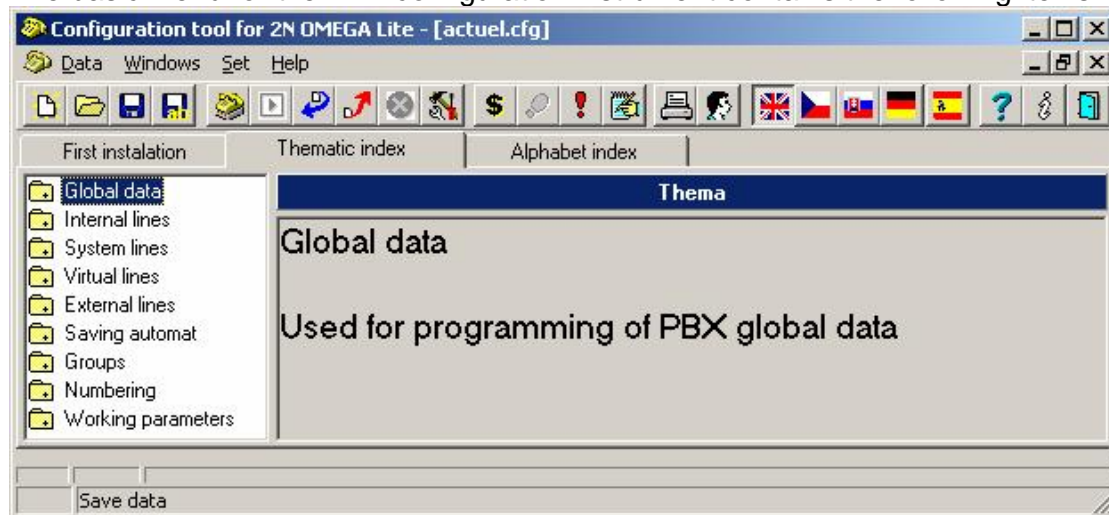 Configuration tool for 2N OMEGA Lite - [actuel.cfg]
Data Windows Set Help
First instalation Thematic index Alphabet index
Global data
Internal lines
System lines
Virtual lines
External lines
Saving automat
Groups
Numbering
Working parameters
Thema
Global data
Used for programming of PBX global data
Save data